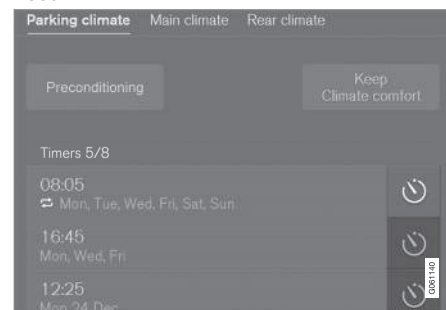 Parking climate Main climate Rear climate
Preconditioning
Keep
Climate comfort
Timers 5/8
08:05
Mon, Tue, Wed, Fri, Sat, Sun
16:45
Mon, Wed, Fri
12:25
Mon 24 Dec
G061140